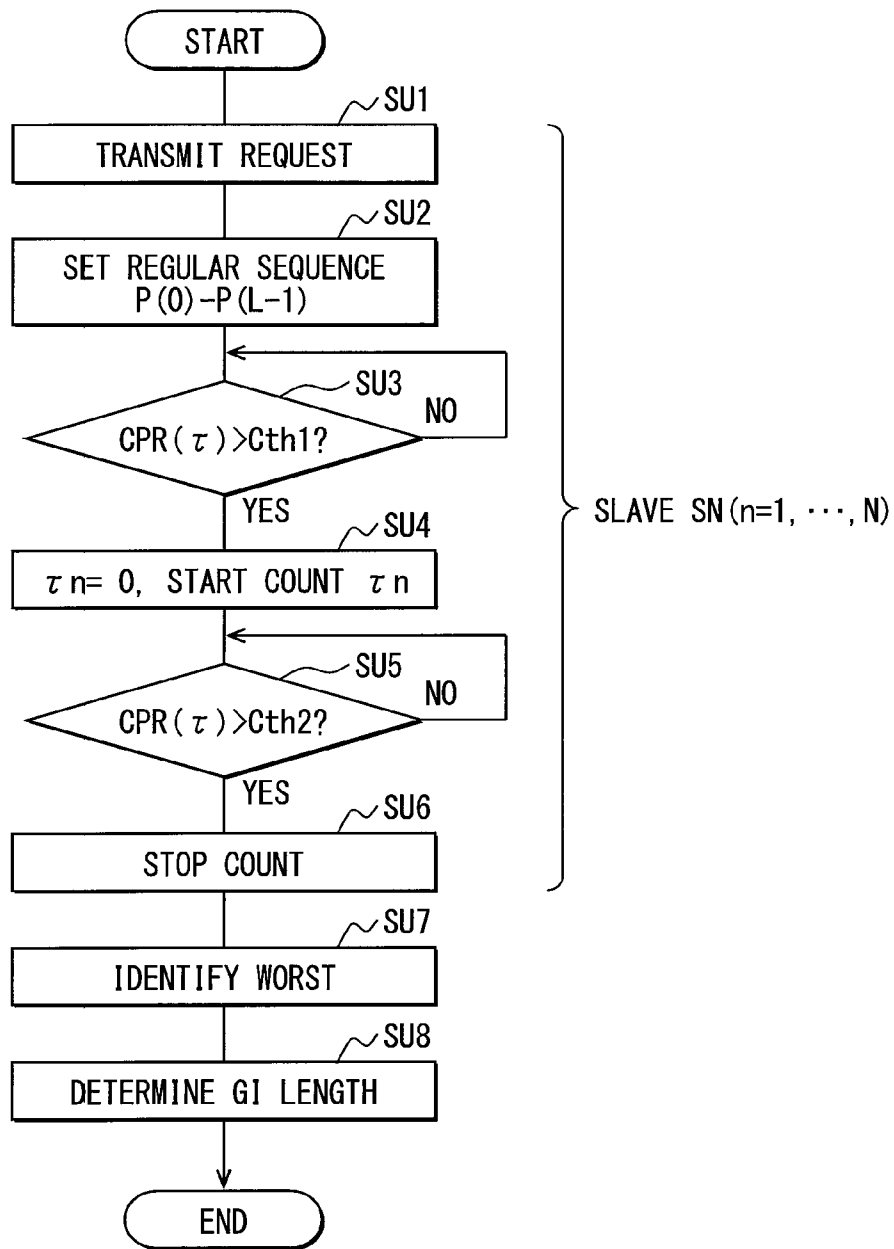 START
SU1
TRANSMIT REQUEST
SU2
SET REGULAR SEQUENCE
P(0)-P(L-1)
SU3
CPR(τ)>Cth1?
NO
YES
SU4
τn= 0, START COUNT τn
SU5
CPR(τ)>Cth2?
NO
YES
SU6
STOP COUNT
SLAVE SN(n=1, ···, N)
SU7
IDENTIFY WORST
SU8
DETERMINE GI LENGTH
END